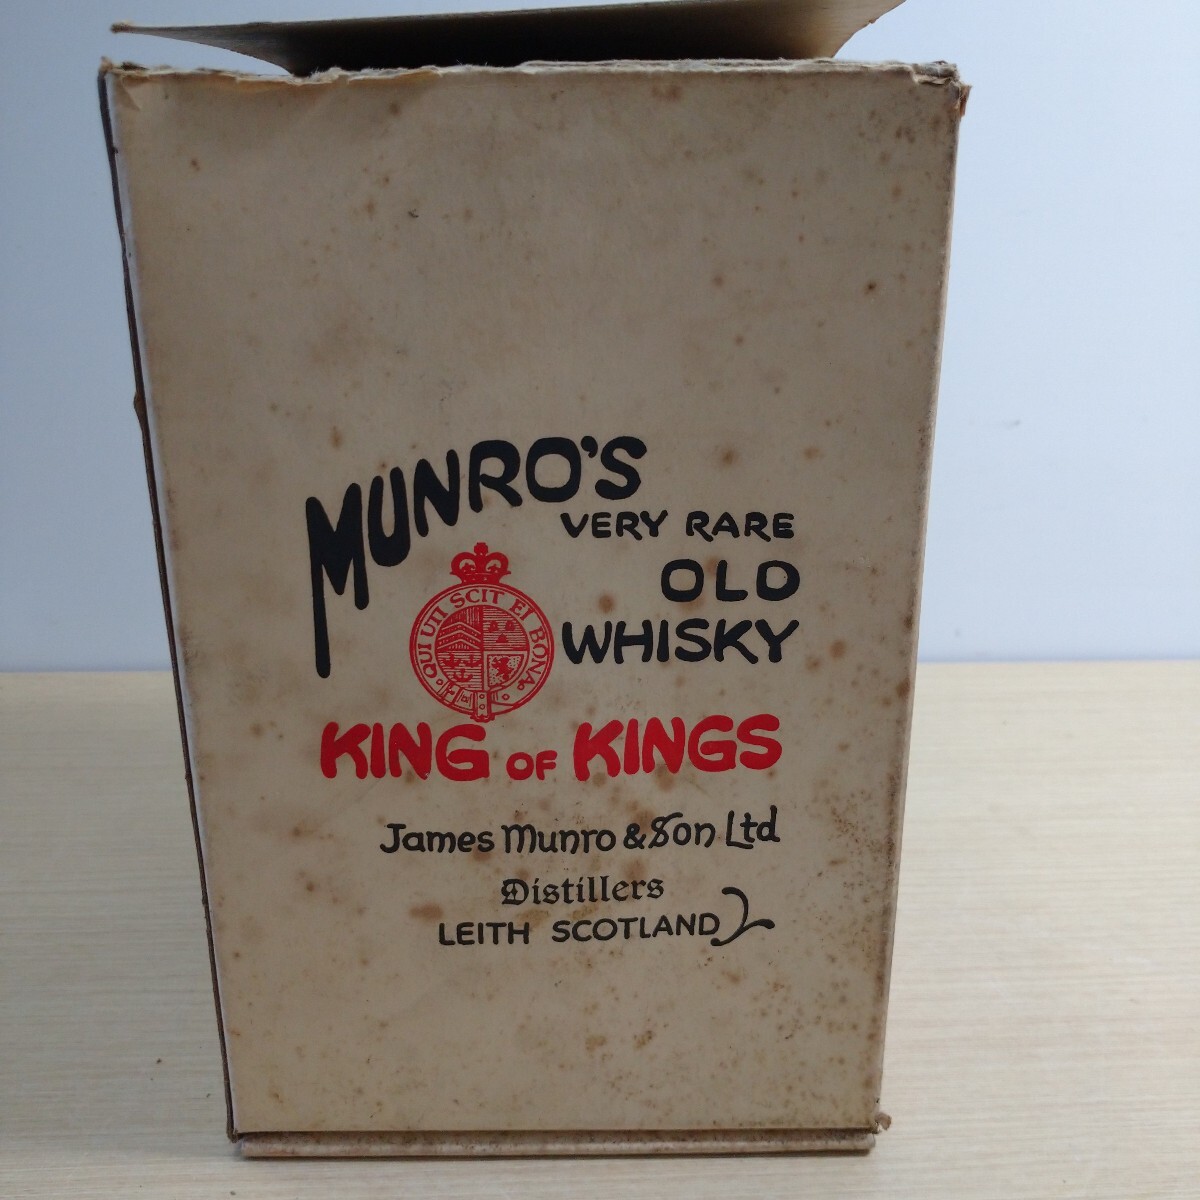 MUNRO'S
VERY RARE
OLD
WHISKY
QUI UTI SCIT EI BONA
KING OF KINGS
James Munro & Son Ltd
Distillers
LEITH SCOTLAND